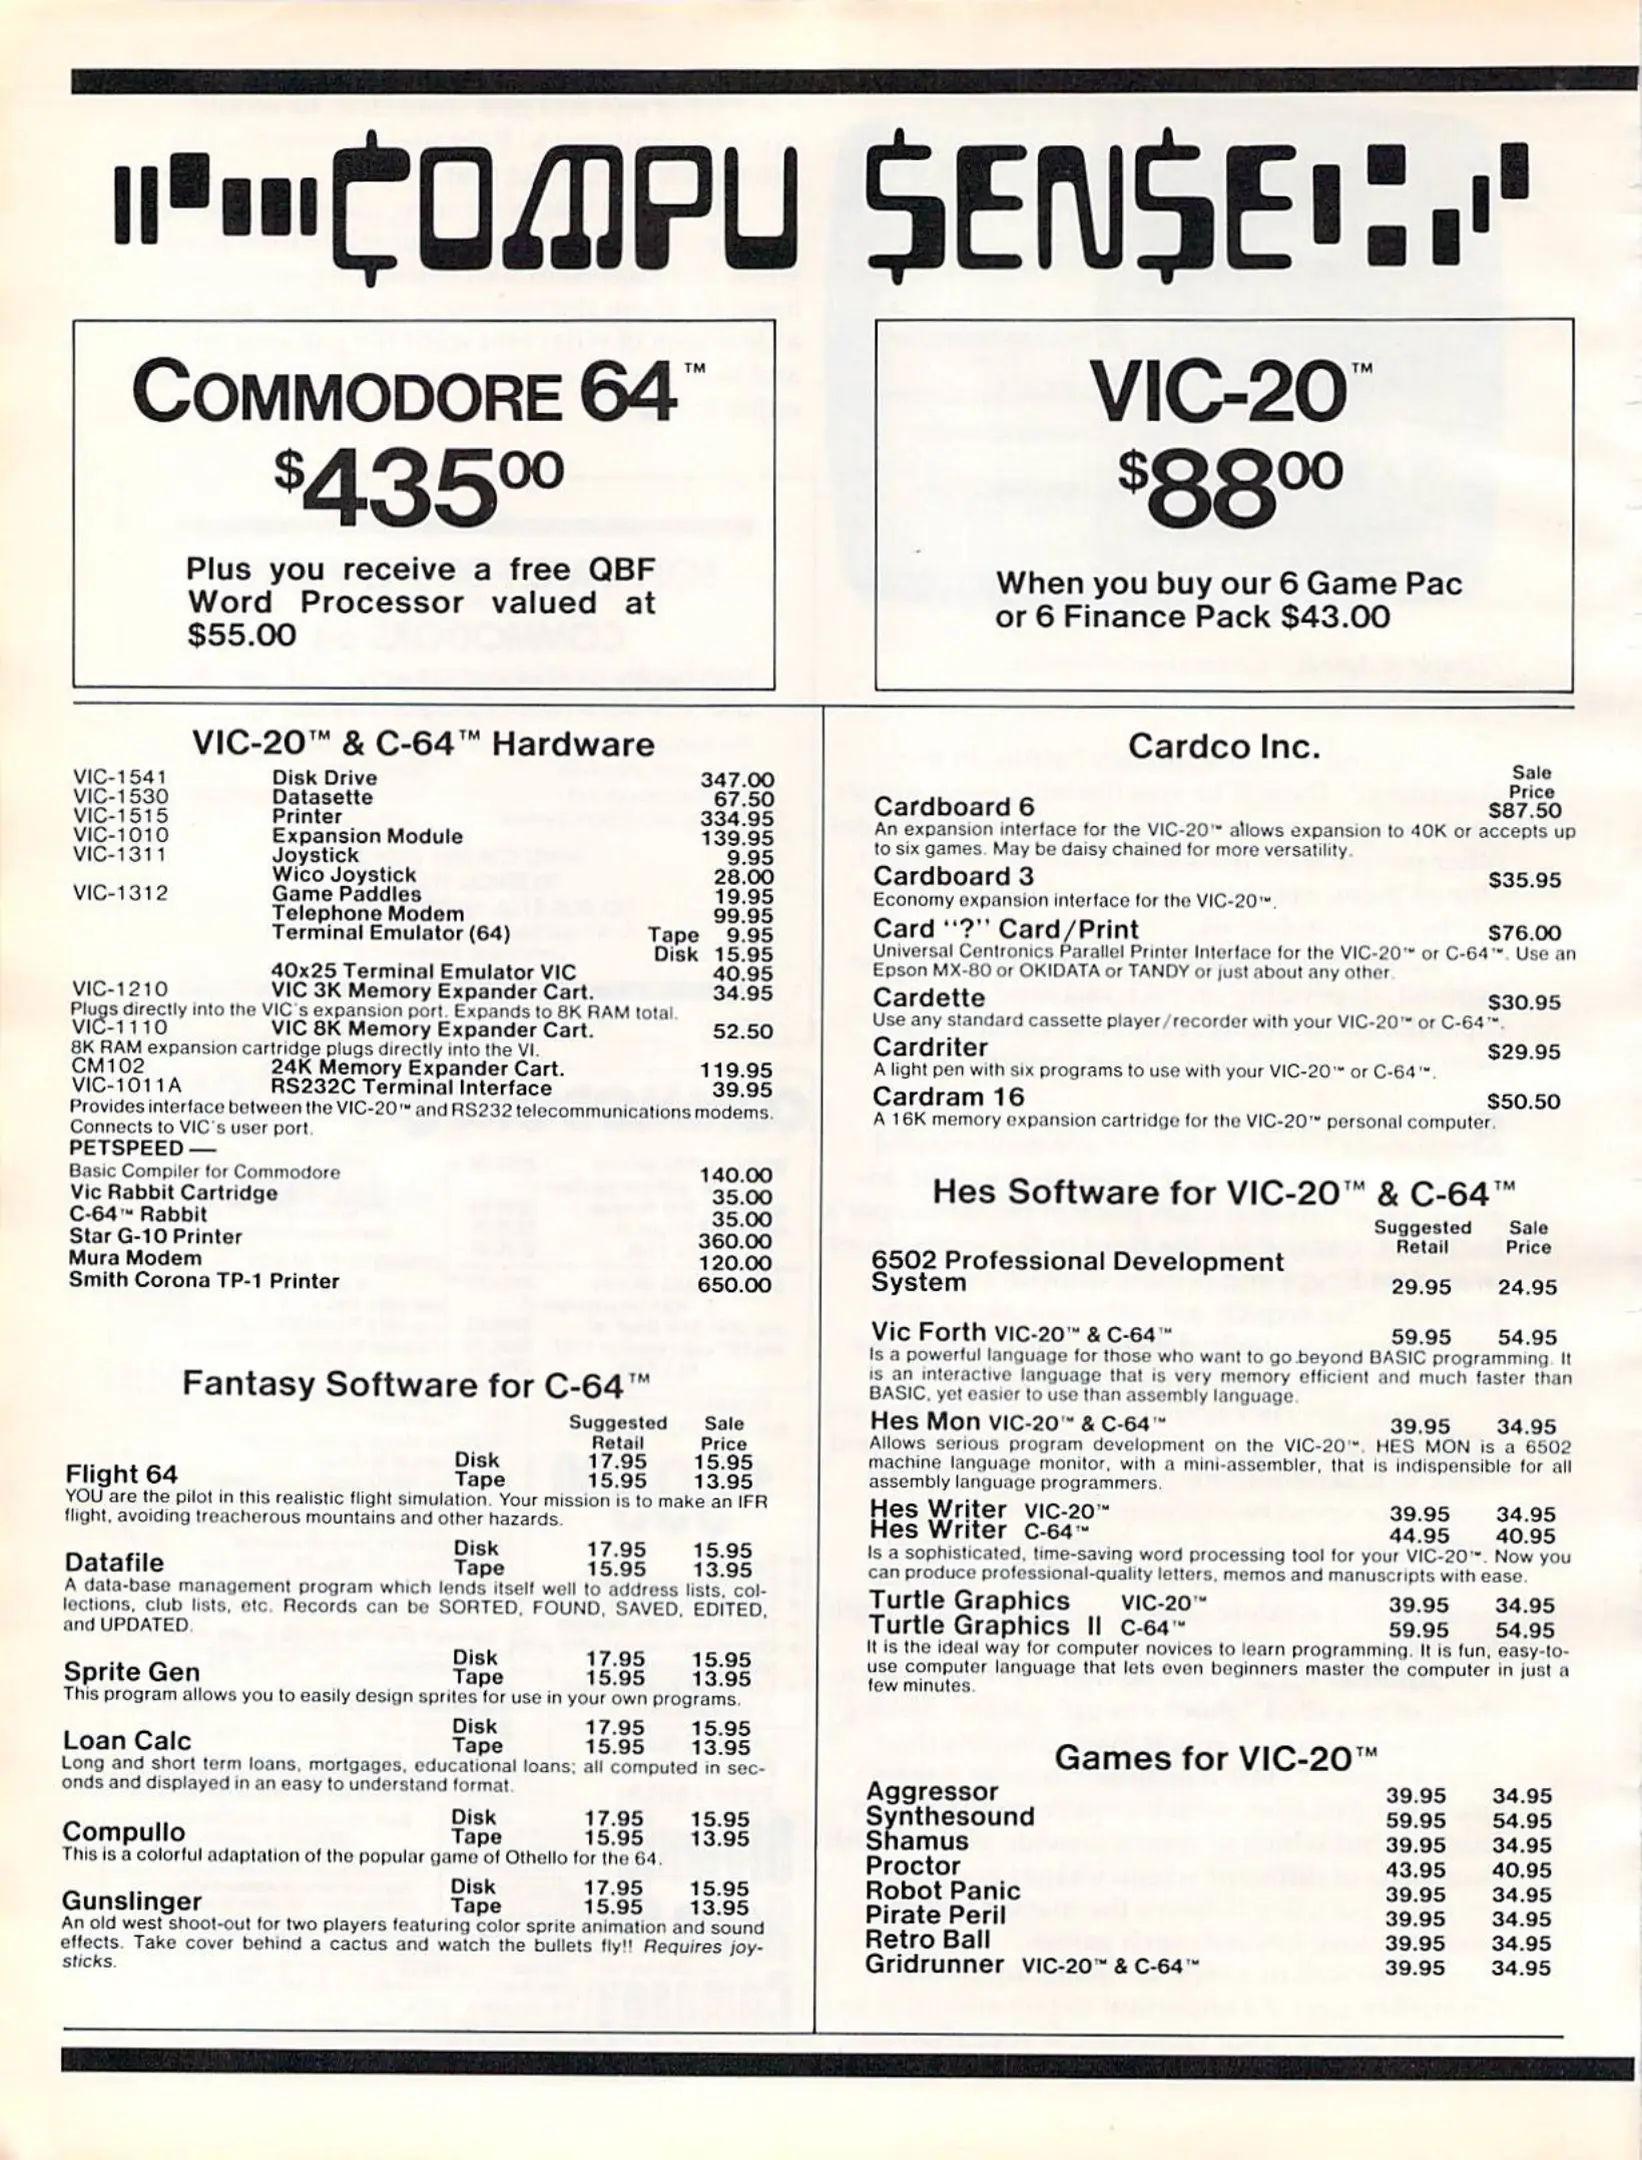 COMPU $EN$E
COMMODORE 64™
$435.00
Plus you receive a free QBF
Word Processor valued at
$55.00
VIC-20™
$88.00
When you buy our 6 Game Pac
or 6 Finance Pack $43.00
VIC-20™ & C-64™ Hardware
VIC-1541 Disk Drive 347.00
VIC-1530 Datasette 67.50
VIC-1515 Printer 334.95
VIC-1010 Expansion Module 139.95
VIC-1311 Joystick 9.95
Wico Joystick 28.00
VIC-1312 Game Paddles 19.95
Telephone Modem 99.95
Terminal Emulator (64) Tape 9.95
Disk 15.95
40x25 Terminal Emulator VIC 40.95
VIC-1210 VIC 3K Memory Expander Cart. 34.95
Plugs directly into the VIC's expansion port. Expands to 8K RAM total.
VIC-1110 VIC 8K Memory Expander Cart. 52.50
8K RAM expansion cartridge plugs directly into the VI.
CM102 24K Memory Expander Cart. 119.95
VIC-1011A RS232C Terminal Interface 39.95
Provides interface between the VIC-20™ and RS232 telecommunications modems.
Connects to VIC's user port.
PETSPEED —
Basic Compiler for Commodore 140.00
Vic Rabbit Cartridge 35.00
C-64™ Rabbit 35.00
Star G-10 Printer 360.00
Mura Modem 120.00
Smith Corona TP-1 Printer 650.00
Fantasy Software for C-64™
Suggested Sale
Retail Price
Disk 17.95 15.95
Flight 64 Tape 15.95 13.95
YOU are the pilot in this realistic flight simulation. Your mission is to make an IFR
flight, avoiding treacherous mountains and other hazards.
Disk 17.95 15.95
Datafile Tape 15.95 13.95
A data-base management program which lends itself well to address lists, col-
lections, club lists, etc. Records can be SORTED, FOUND, SAVED, EDITED,
and UPDATED.
Disk 17.95 15.95
Sprite Gen Tape 15.95 13.95
This program allows you to easily design sprites for use in your own programs.
Disk 17.95 15.95
Loan Calc Tape 15.95 13.95
Long and short term loans, mortgages, educational loans; all computed in sec-
onds and displayed in an easy to understand format.
Disk 17.95 15.95
Compullo Tape 15.95 13.95
This is a colorful adaptation of the popular game of Othello for the 64.
Disk 17.95 15.95
Gunslinger Tape 15.95 13.95
An old west shoot-out for two players featuring color sprite animation and sound
effects. Take cover behind a cactus and watch the bullets fly!! Requires joy-
sticks.
Cardco Inc.
Sale
Price
Cardboard 6 $87.50
An expansion interface for the VIC-20™ allows expansion to 40K or accepts up
to six games. May be daisy chained for more versatility.
Cardboard 3 $35.95
Economy expansion interface for the VIC-20™.
Card "?" Card/Print $76.00
Universal Centronics Parallel Printer Interface for the VIC-20™ or C-64™. Use an
Epson MX-80 or OKIDATA or TANDY or just about any other.
Cardette $30.95
Use any standard cassette player/recorder with your VIC-20™ or C-64™.
Cardriter $29.95
A light pen with six programs to use with your VIC-20™ or C-64™.
Cardram 16 $50.50
A 16K memory expansion cartridge for the VIC-20™ personal computer.
Hes Software for VIC-20™ & C-64™
Suggested Sale
Retail Price
6502 Professional Development
System 29.95 24.95
Vic Forth VIC-20™ & C-64™ 59.95 54.95
Is a powerful language for those who want to go beyond BASIC programming. It
is an interactive language that is very memory efficient and much faster than
BASIC, yet easier to use than assembly language.
Hes Mon VIC-20™ & C-64™ 39.95 34.95
Allows serious program development on the VIC-20™. HES MON is a 6502
machine language monitor, with a mini-assembler, that is indispensible for all
assembly language programmers.
Hes Writer VIC-20™ 39.95 34.95
Hes Writer C-64™ 44.95 40.95
Is a sophisticated, time-saving word processing tool for your VIC-20™. Now you
can produce professional-quality letters, memos and manuscripts with ease.
Turtle Graphics VIC-20™ 39.95 34.95
Turtle Graphics II C-64™ 59.95 54.95
It is the ideal way for computer novices to learn programming. It is fun, easy-to-
use computer language that lets even beginners master the computer in just a
few minutes.
Games for VIC-20™
Aggressor 39.95 34.95
Synthesound 59.95 54.95
Shamus 39.95 34.95
Proctor 43.95 40.95
Robot Panic 39.95 34.95
Pirate Peril 39.95 34.95
Retro Ball 39.95 34.95
Gridrunner VIC-20™ & C-64™ 39.95 34.95